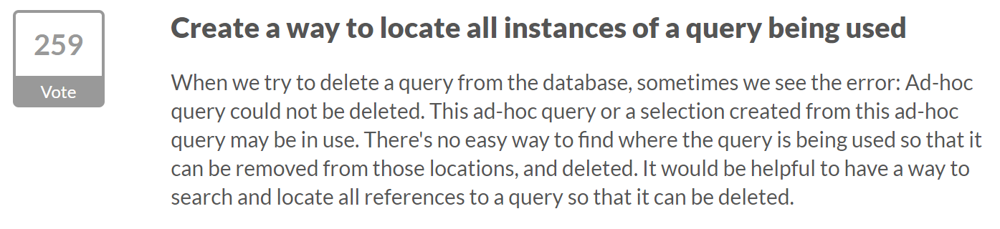 259
Vote
Create a way to locate all instances of a query being used
When we try to delete a query from the database, sometimes we see the error: Ad-hoc
query could not be deleted. This ad-hoc query or a selection created from this ad-hoc
query may be in use. There's no easy way to find where the query is being used so that it
can be removed from those locations, and deleted. It would be helpful to have a way to
search and locate all references to a query so that it can be deleted.